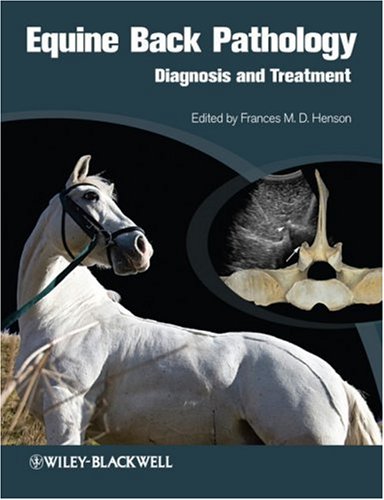 Equine Back Pathology
Diagnosis and Treatment
Edited by Frances M. D. Henson
WILEY-BLACKWELL